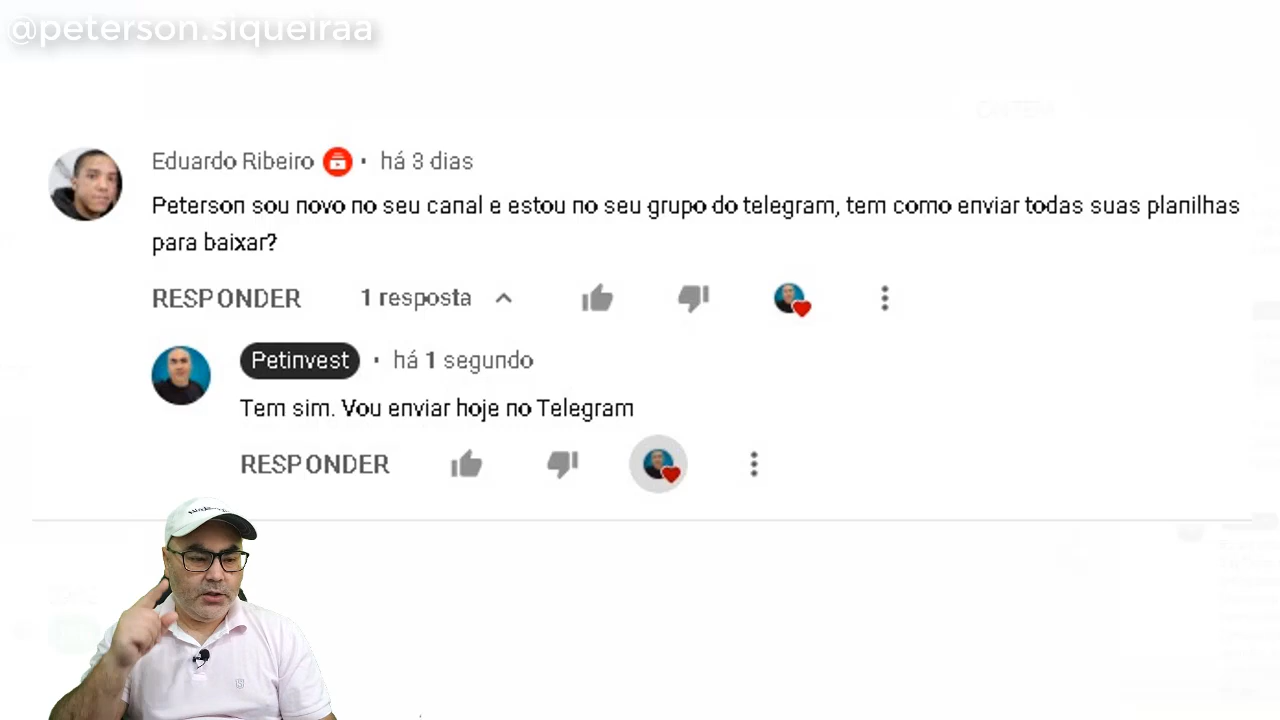 @peterson.siqueiraa
Eduardo Ribeiro • há 3 dias
Peterson sou novo no seu canal e estou no seu grupo do telegram, tem como enviar todas suas planilhas
para baixar?
RESPONDER 1 resposta
Petinvest • há 1 segundo
Tem sim. Vou enviar hoje no Telegram
RESPONDER